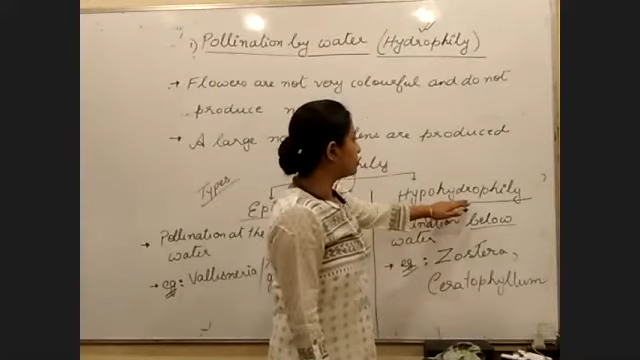 i) Pollination by water (Hydrophily)
→ Flowers are not very colourful and do not
produce
→ A large are produced
Types
Hypohydrophily
→ Pollination at the
water
below
water
→ eg: Vallisneria
→ eg: Zostera,
Ceratophyllum